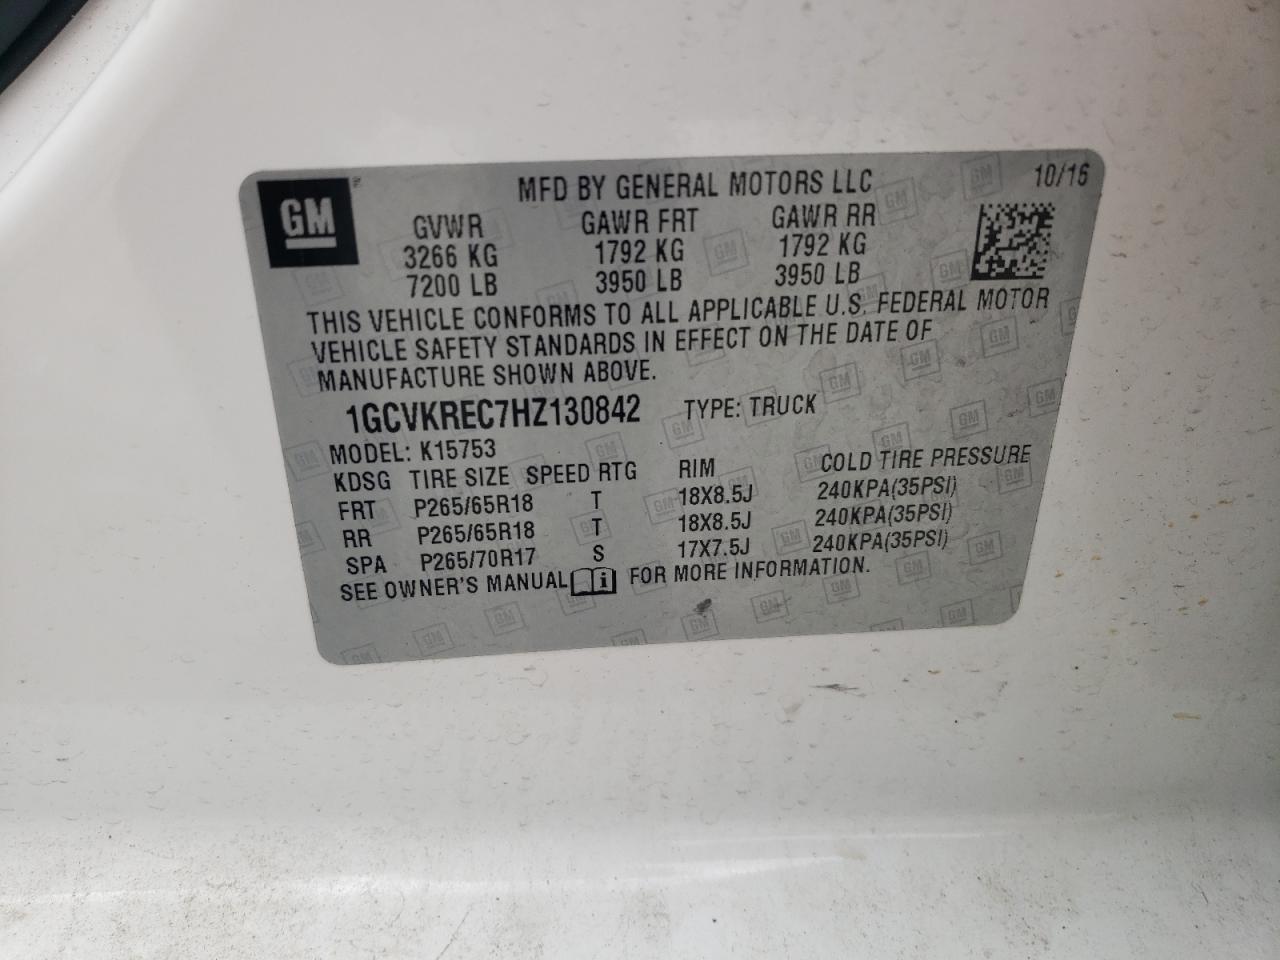 GM
MFD BY GENERAL MOTORS LLC 10/16
GVWR GAWR FRT GAWR RR
3266 KG 1792 KG 1792 KG
7200 LB 3950 LB 3950 LB
THIS VEHICLE CONFORMS TO ALL APPLICABLE U.S. FEDERAL MOTOR
VEHICLE SAFETY STANDARDS IN EFFECT ON THE DATE OF
MANUFACTURE SHOWN ABOVE.
1GCVKREC7HZ130842 TYPE: TRUCK
MODEL: K15753
KDSG TIRE SIZE SPEED RTG RIM COLD TIRE PRESSURE
FRT P265/65R18 T 18X8.5J 240KPA(35PSI)
RR P265/65R18 T 18X8.5J 240KPA(35PSI)
SPA P265/70R17 S 17X7.5J 240KPA(35PSI)
SEE OWNER'S MANUAL i FOR MORE INFORMATION.